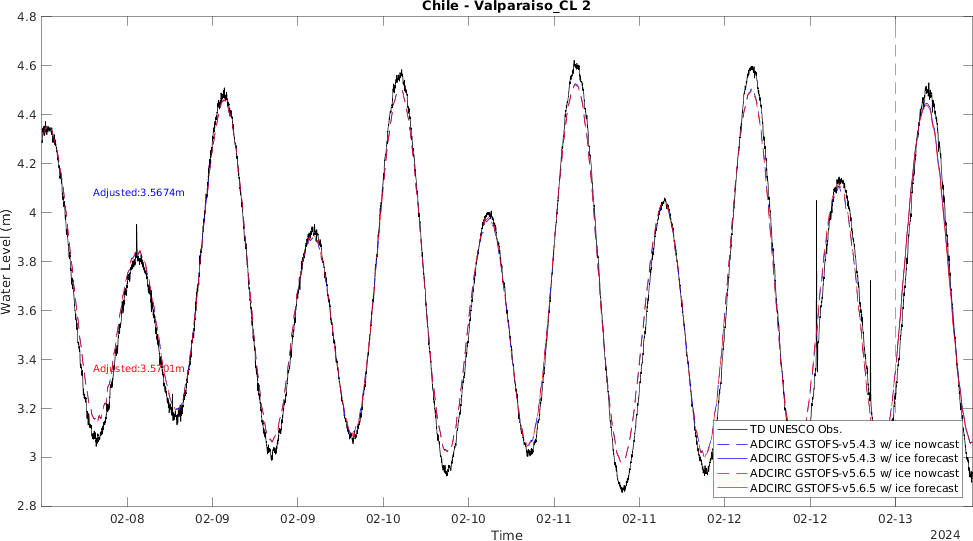 Chile - Valparaiso_CL 2
4.8
4.6
4.4
4.2
4
3.8
3.6
3.4
3.2
3
2.8
Water Level (m)
Adjusted:3.5674m
Adjusted:3.5701m
TD UNESCO Obs.
ADCIRC GSTOFS-v5.4.3 w/ ice nowcast
ADCIRC GSTOFS-v5.4.3 w/ ice forecast
ADCIRC GSTOFS-v5.6.5 w/ ice nowcast
ADCIRC GSTOFS-v5.6.5 w/ ice forecast
02-08 02-09 02-09 02-10 02-10 02-11 02-11 02-12 02-12 02-13
Time
2024